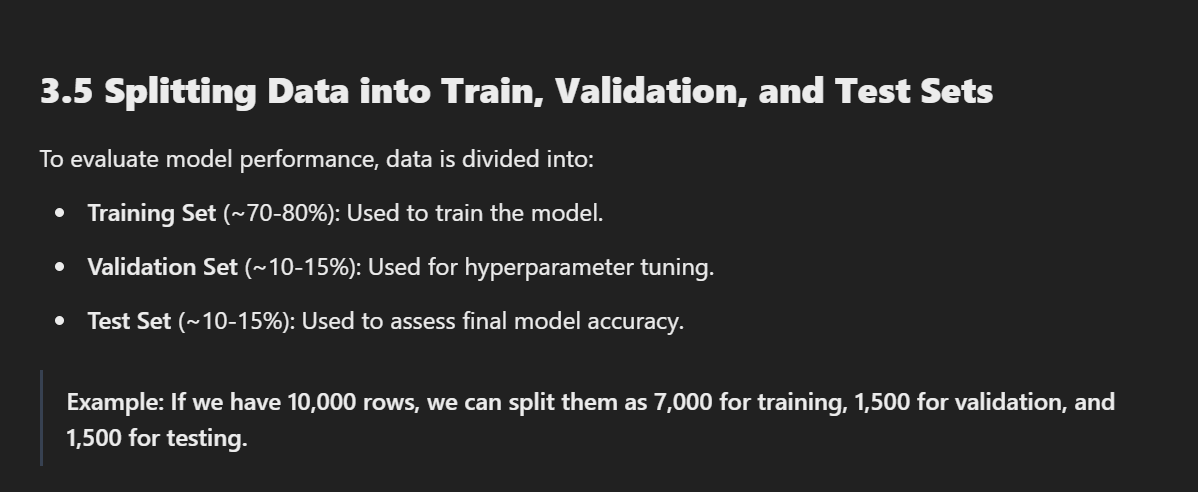 3.5 Splitting Data into Train, Validation, and Test Sets
To evaluate model performance, data is divided into:
• Training Set (~70-80%): Used to train the model.
• Validation Set (~10-15%): Used for hyperparameter tuning.
• Test Set (~10-15%): Used to assess final model accuracy.
Example: If we have 10,000 rows, we can split them as 7,000 for training, 1,500 for validation, and
1,500 for testing.